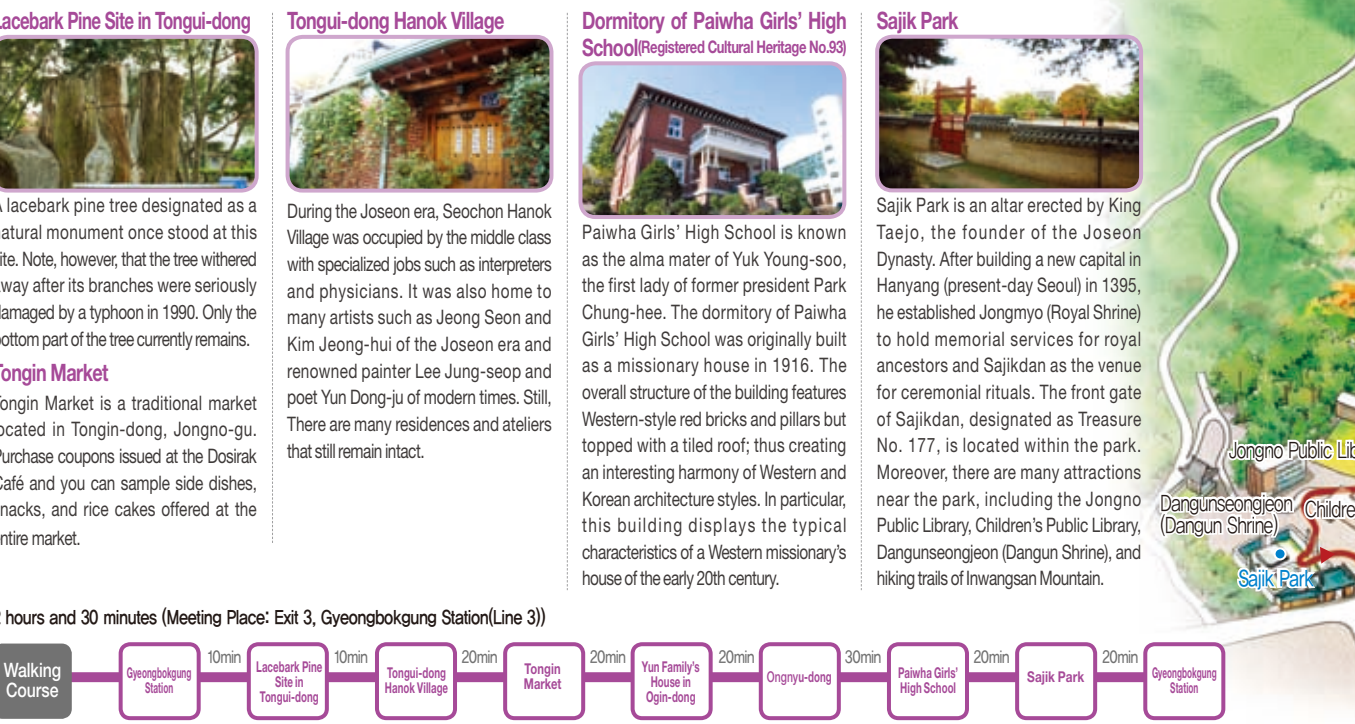 Lacebark Pine Site in Tongui-dong
A lacebark pine tree designated as a
natural monument once stood at this
site. Note, however, that the tree withered
away after its branches were seriously
damaged by a typhoon in 1990. Only the
bottom part of the tree currently remains.
Tongin Market
Tongin Market is a traditional market
located in Tongin-dong, Jongno-gu.
Purchase coupons issued at the Dosirak
Café and you can sample side dishes,
snacks, and rice cakes offered at the
entire market.
Tongui-dong Hanok Village
During the Joseon era, Seochon Hanok
Village was occupied by the middle class
with specialized jobs such as interpreters
and physicians. It was also home to
many artists such as Jeong Seon and
Kim Jeong-hui of the Joseon era and
renowned painter Lee Jung-seop and
poet Yun Dong-ju of modern times. Still,
There are many residences and ateliers
that still remain intact.
Dormitory of Paiwha Girls' High
School(Registered Cultural Heritage No.93)
Paiwha Girls' High School is known
as the alma mater of Yuk Young-soo,
the first lady of former president Park
Chung-hee. The dormitory of Paiwha
Girls' High School was originally built
as a missionary house in 1916. The
overall structure of the building features
Western-style red bricks and pillars but
topped with a tiled roof; thus creating
an interesting harmony of Western and
Korean architecture styles. In particular,
this building displays the typical
characteristics of a Western missionary's
house of the early 20th century.
Sajik Park
Sajik Park is an altar erected by King
Taejo, the founder of the Joseon
Dynasty. After building a new capital in
Hanyang (present-day Seoul) in 1395,
he established Jongmyo (Royal Shrine)
to hold memorial services for royal
ancestors and Sajikdan as the venue
for ceremonial rituals. The front gate
of Sajikdan, designated as Treasure
No. 177, is located within the park.
Moreover, there are many attractions
near the park, including the Jongno
Public Library, Children's Public Library,
Dangunseongjeon (Dangun Shrine), and
hiking trails of Inwangsan Mountain.
Jongno Public Lib
Dangunseongjeon
(Dangun Shrine)
Childre
Sajik Park
2 hours and 30 minutes (Meeting Place: Exit 3, Gyeongbokgung Station(Line 3))
Walking
Course
Gyeongbokgung
Station
10min
Lacebark Pine
Site in
Tongui-dong
10min
Tongui-dong
Hanok Village
20min
Tongin
Market
20min
Yun Family's
House in
Ogin-dong
20min
Ongnyu-dong
30min
Paiwha Girls'
High School
20min
Sajik Park
20min
Gyeongbokgung
Station